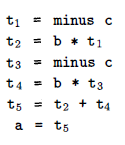 t₁ = minus c
t₂ = b * t₁
t₃ = minus c
t₄ = b * t₃
t₅ = t₂ + t₄
a = t₅